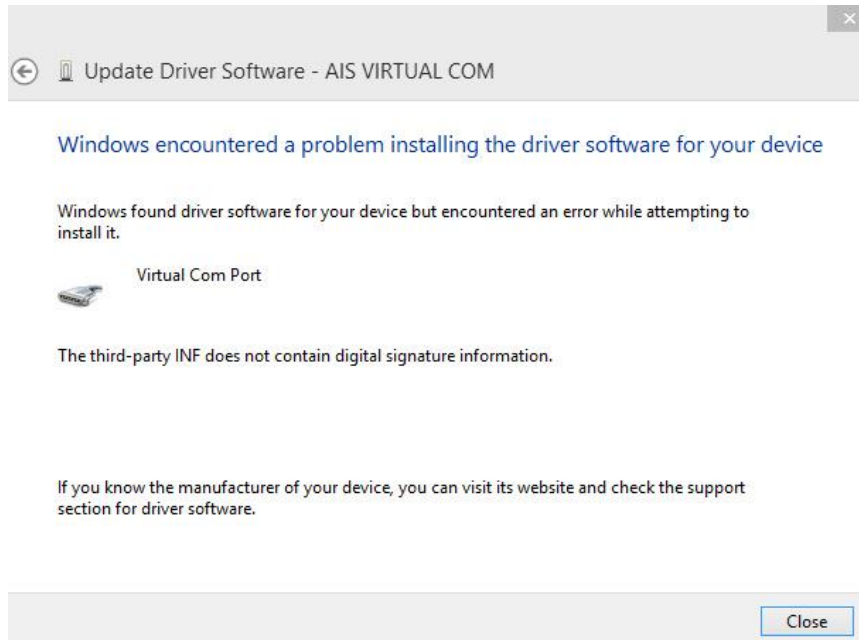 Update Driver Software - AIS VIRTUAL COM
Windows encountered a problem installing the driver software for your device
Windows found driver software for your device but encountered an error while attempting to
install it.
Virtual Com Port
The third-party INF does not contain digital signature information.
If you know the manufacturer of your device, you can visit its website and check the support
section for driver software.
Close